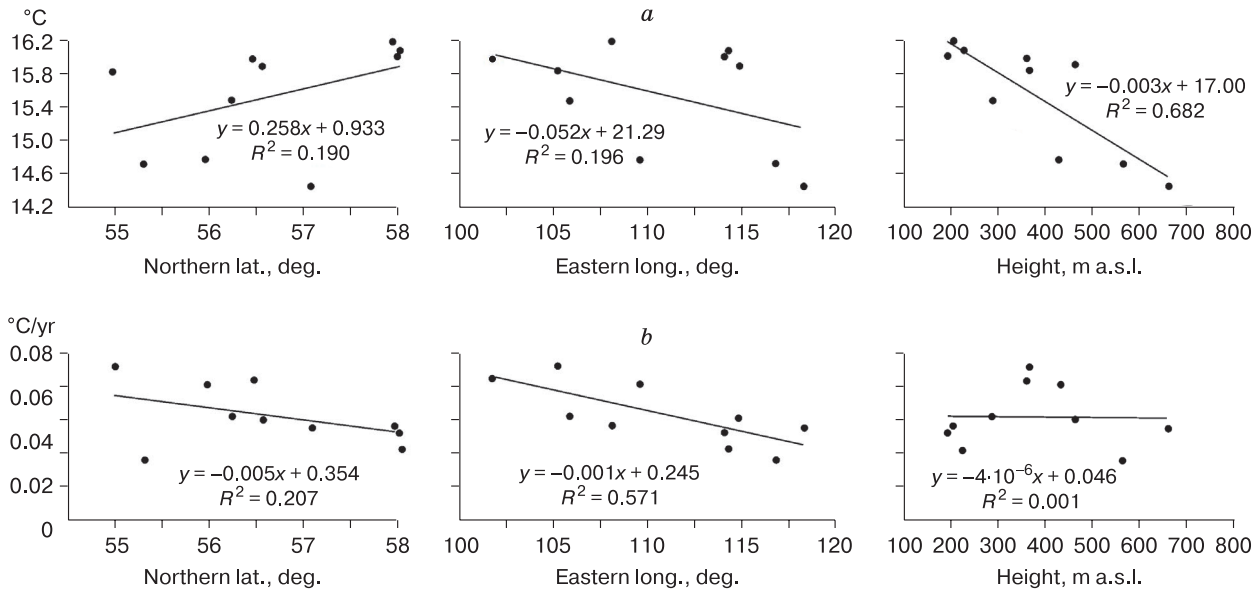 °C
a
16.2
15.8
15.4
15.0
14.6
14.2
y = 0.258x + 0.933
R² = 0.190
y = −0.052x + 21.29
R² = 0.196
y = −0.003x + 17.00
R² = 0.682
55 56 57 58
100 105 110 115 120
100 200 300 400 500 600 700 800
Northern lat., deg.
Eastern long., deg.
Height, m a.s.l.
°C/yr
b
0.08
0.06
0.04
0.02
0
y = −0.005x + 0.354
R² = 0.207
y = −0.001x + 0.245
R² = 0.571
y = −4·10⁻⁶x + 0.046
R² = 0.001
55 56 57 58
100 105 110 115 120
100 200 300 400 500 600 700 800
Northern lat., deg.
Eastern long., deg.
Height, m a.s.l.